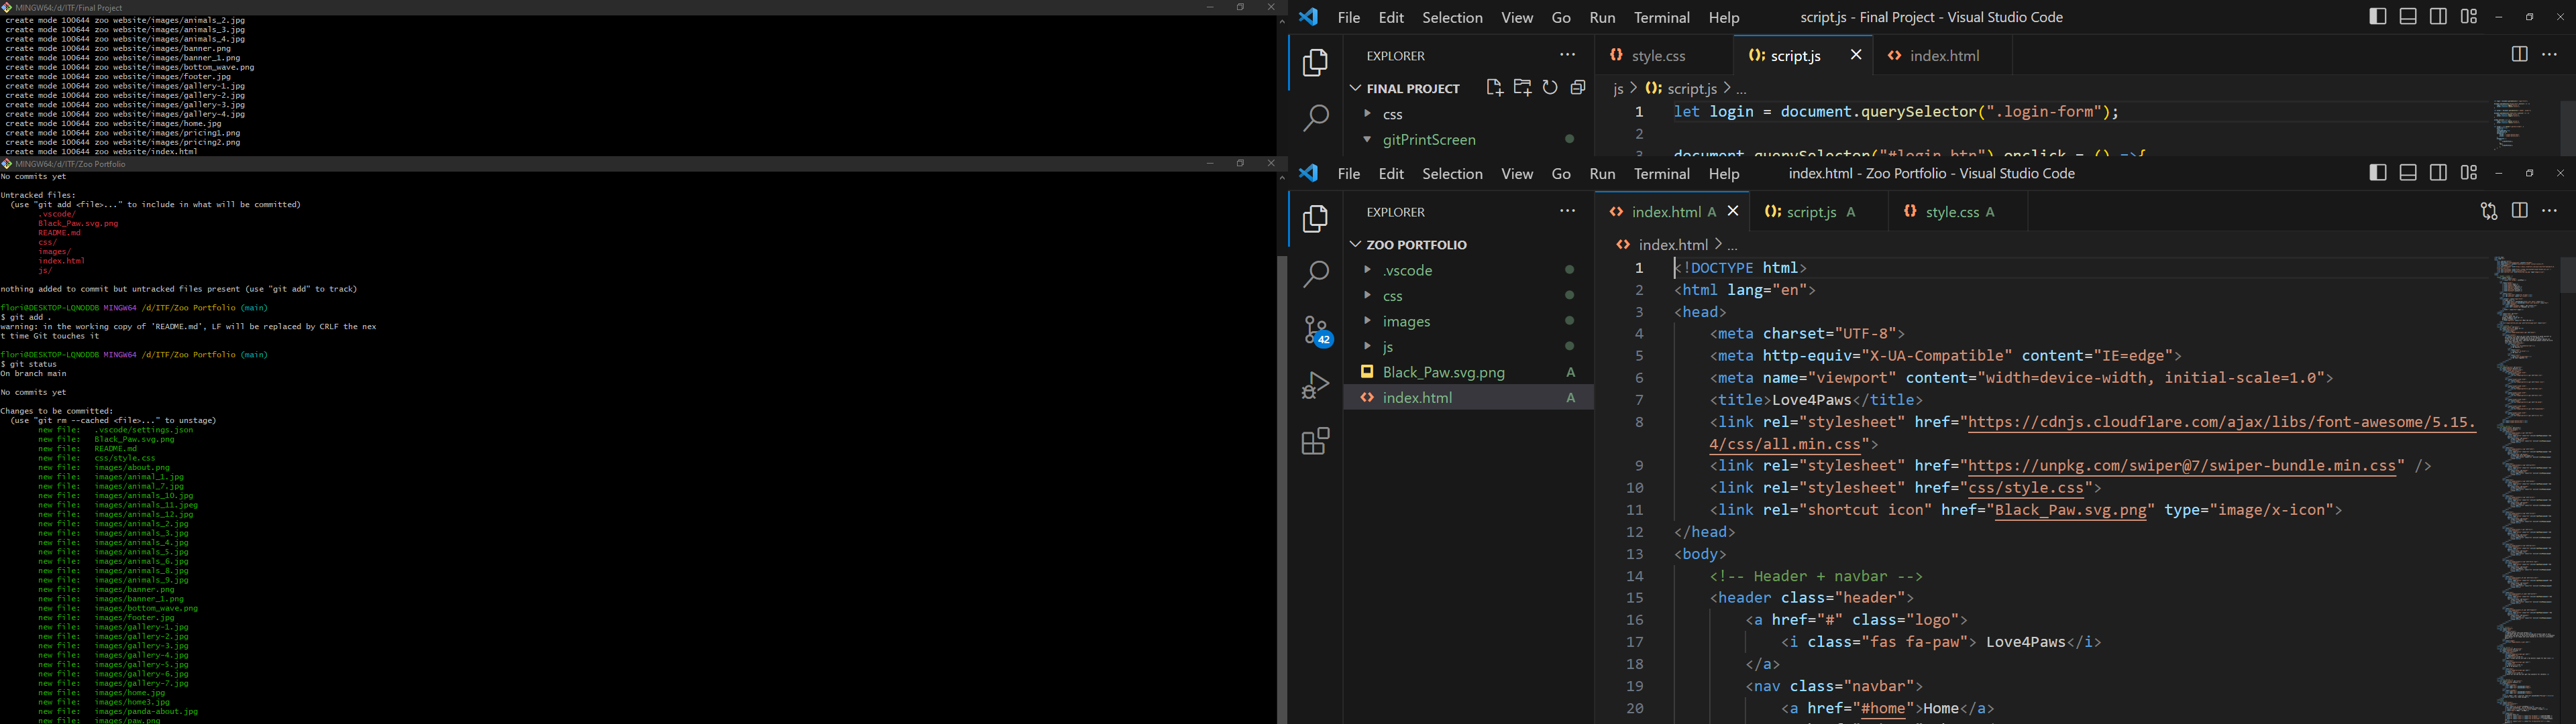 MINGW64:/d/ITF/Final Project
create mode 100644 zoo website/images/animals_2.jpg
create mode 100644 zoo website/images/animals_3.jpg
create mode 100644 zoo website/images/animals_4.jpg
create mode 100644 zoo website/images/banner.png
create mode 100644 zoo website/images/banner_1.png
create mode 100644 zoo website/images/bottom_wave.png
create mode 100644 zoo website/images/footer.jpg
create mode 100644 zoo website/images/gallery-1.jpg
create mode 100644 zoo website/images/gallery-2.jpg
create mode 100644 zoo website/images/gallery-3.jpg
create mode 100644 zoo website/images/gallery-4.jpg
create mode 100644 zoo website/images/home.jpg
create mode 100644 zoo website/images/pricing1.png
create mode 100644 zoo website/images/pricing2.png
create mode 100644 zoo website/index.html
MINGW64:/d/ITF/Zoo Portfolio
No commits yet
Untracked files:
(use "git add <file>..." to include in what will be committed)
.vscode/
Black_Paw.svg.png
README.md
css/
images/
index.html
js/
nothing added to commit but untracked files present (use "git add" to track)
flori@DESKTOP-LQNODDB MINGW64 /d/ITF/Zoo Portfolio (main)
$ git add .
warning: in the working copy of 'README.md', LF will be replaced by CRLF the nex
t time Git touches it
flori@DESKTOP-LQNODDB MINGW64 /d/ITF/Zoo Portfolio (main)
$ git status
On branch main
No commits yet
Changes to be committed:
(use "git rm --cached <file>..." to unstage)
new file:   .vscode/settings.json
new file:   Black_Paw.svg.png
new file:   README.md
new file:   css/style.css
new file:   images/about.png
new file:   images/animal_1.jpg
new file:   images/animal_7.jpg
new file:   images/animals_10.jpg
new file:   images/animals_11.jpeg
new file:   images/animals_12.jpg
new file:   images/animals_2.jpg
new file:   images/animals_3.jpg
new file:   images/animals_4.jpg
new file:   images/animals_5.jpg
new file:   images/animals_6.jpg
new file:   images/animals_8.jpg
new file:   images/animals_9.jpg
new file:   images/banner.png
new file:   images/banner_1.png
new file:   images/bottom_wave.png
new file:   images/footer.jpg
new file:   images/gallery-1.jpg
new file:   images/gallery-2.jpg
new file:   images/gallery-3.jpg
new file:   images/gallery-4.jpg
new file:   images/gallery-5.jpg
new file:   images/gallery-6.jpg
new file:   images/gallery-7.jpg
new file:   images/home.jpg
new file:   images/home3.jpg
new file:   images/panda-about.jpg
new file:   images/paw.png
File Edit Selection View Go Run Terminal Help script.js - Final Project - Visual Studio Code
EXPLORER
FINAL PROJECT
css
gitPrintScreen
style.css script.js index.html
js > script.js > ...
1 let login = document.querySelector(".login-form");
2
3 document.querySelector("#login-btn").onclick = () =>{
File Edit Selection View Go Run Terminal Help index.html - Zoo Portfolio - Visual Studio Code
EXPLORER
ZOO PORTFOLIO
.vscode
css
images
js
Black_Paw.svg.png A
index.html A
42
index.html A script.js A style.css A
index.html > ...
1 <!DOCTYPE html>
2 <html lang="en">
3 <head>
4 <meta charset="UTF-8">
5 <meta http-equiv="X-UA-Compatible" content="IE=edge">
6 <meta name="viewport" content="width=device-width, initial-scale=1.0">
7 <title>Love4Paws</title>
8 <link rel="stylesheet" href="https://cdnjs.cloudflare.com/ajax/libs/font-awesome/5.15.
4/css/all.min.css">
9 <link rel="stylesheet" href="https://unpkg.com/swiper@7/swiper-bundle.min.css" />
10 <link rel="stylesheet" href="css/style.css">
11 <link rel="shortcut icon" href="Black_Paw.svg.png" type="image/x-icon">
12 </head>
13 <body>
14 <!-- Header + navbar -->
15 <header class="header">
16 <a href="#" class="logo">
17 <i class="fas fa-paw"> Love4Paws</i>
18 </a>
19 <nav class="navbar">
20 <a href="#home">Home</a>